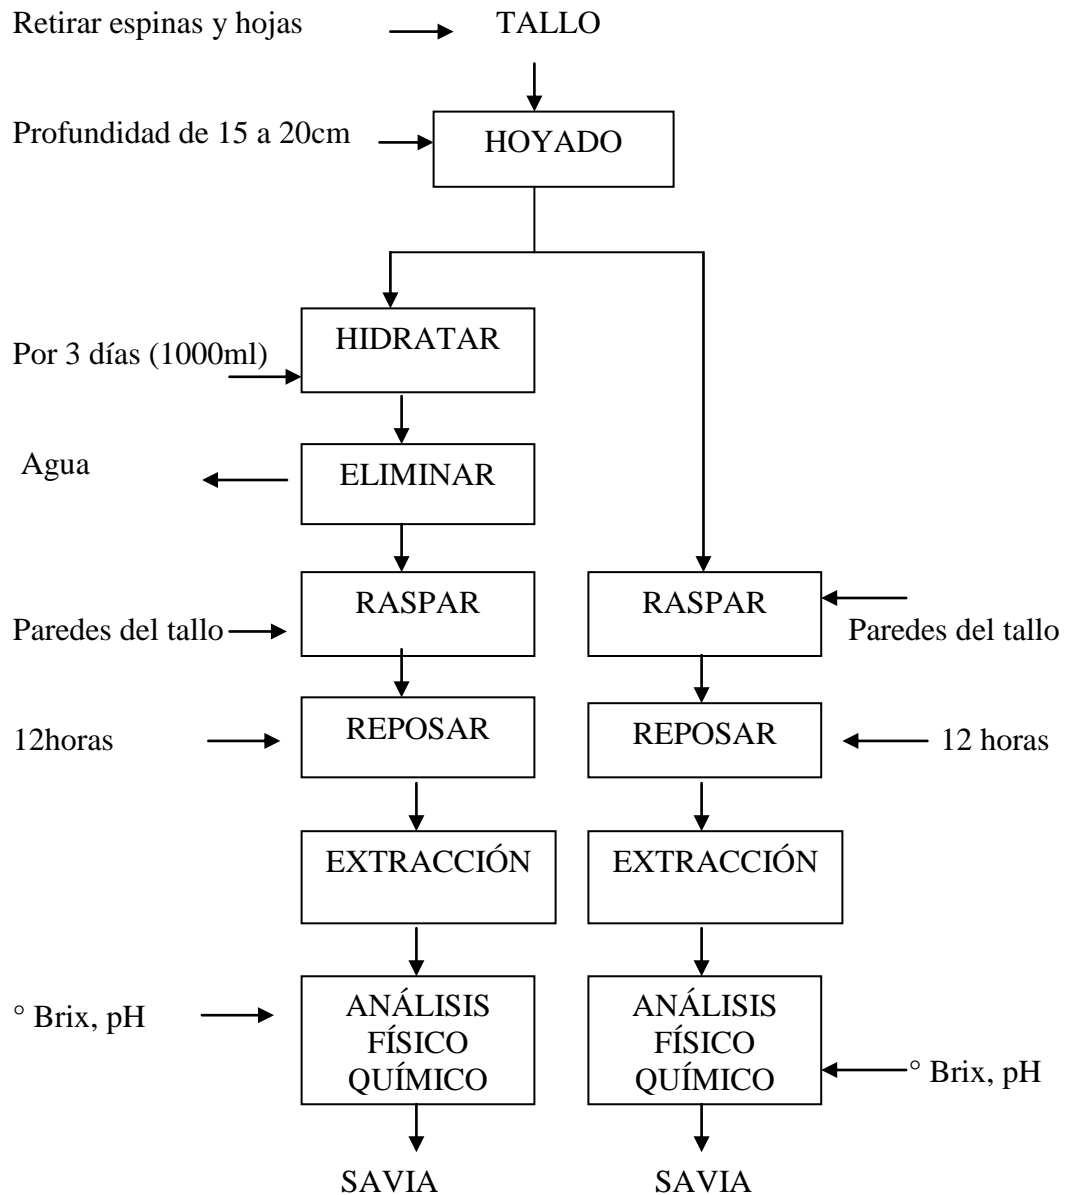 Retirar espinas y hojas
TALLO
Profundidad de 15 a 20cm
HOYADO
HIDRATAR
Por 3 días (1000ml)
Agua
ELIMINAR
RASPAR
RASPAR
Paredes del tallo
Paredes del tallo
12horas
REPOSAR
REPOSAR
12 horas
EXTRACCIÓN
EXTRACCIÓN
° Brix, pH
ANÁLISIS
FÍSICO
QUÍMICO
ANÁLISIS
FÍSICO
QUÍMICO
° Brix, pH
SAVIA
SAVIA